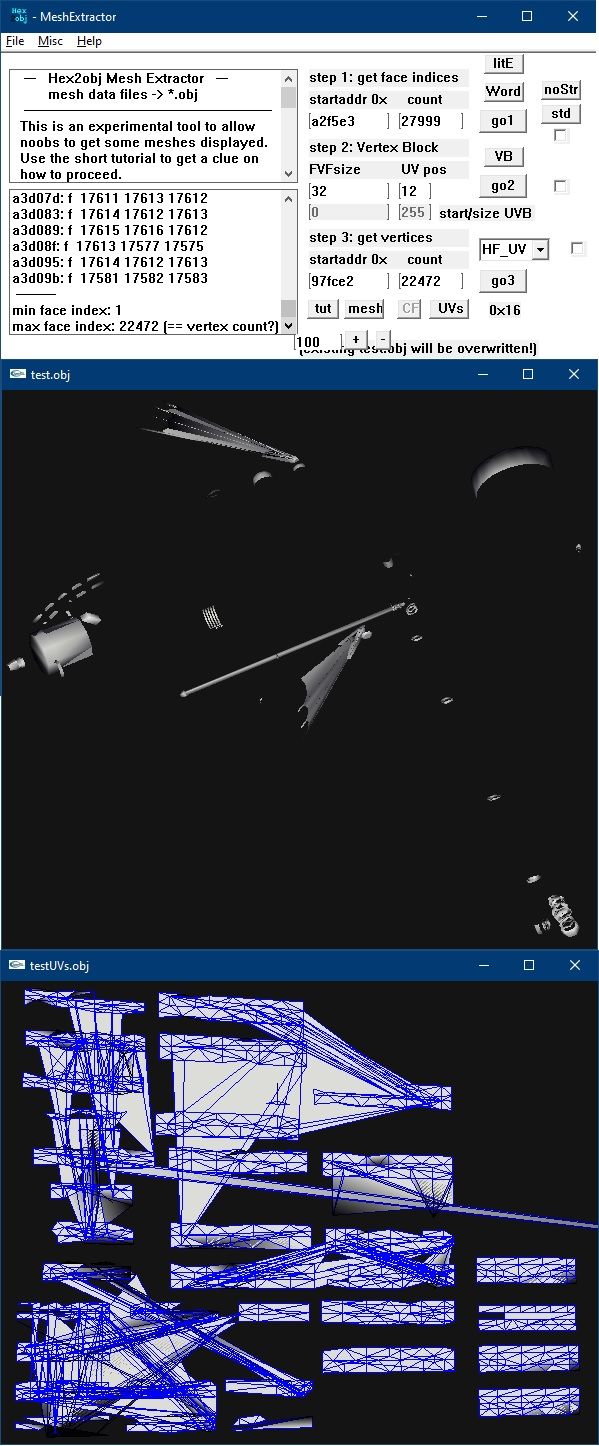 Hex 2obj - MeshExtractor
File Misc Help
— Hex2obj Mesh Extractor —
mesh data files -> *.obj
This is an experimental tool to allow
noobs to get some meshes displayed.
Use the short tutorial to get a clue on
how to proceed.
a3d07d: f 17611 17613 17612
a3d083: f 17614 17612 17613
a3d089: f 17615 17616 17612
a3d08f: f 17613 17577 17575
a3d095: f 17614 17612 17613
a3d09b: f 17581 17582 17583
min face index: 1
max face index: 22472 (== vertex count?)
step 1: get face indices
litE
startaddr 0x count
Word
noStr
a2f5e3 27999
go1
std
step 2: Vertex Block
VB
FVFsize UV pos
32 12
go2
0 255 start/size UVB
step 3: get vertices
HF_UV
startaddr 0x count
97fce2 22472
go3
tut mesh CF UVs 0x16
100 + -
(existing test.obj will be overwritten!)
test.obj
testUVs.obj